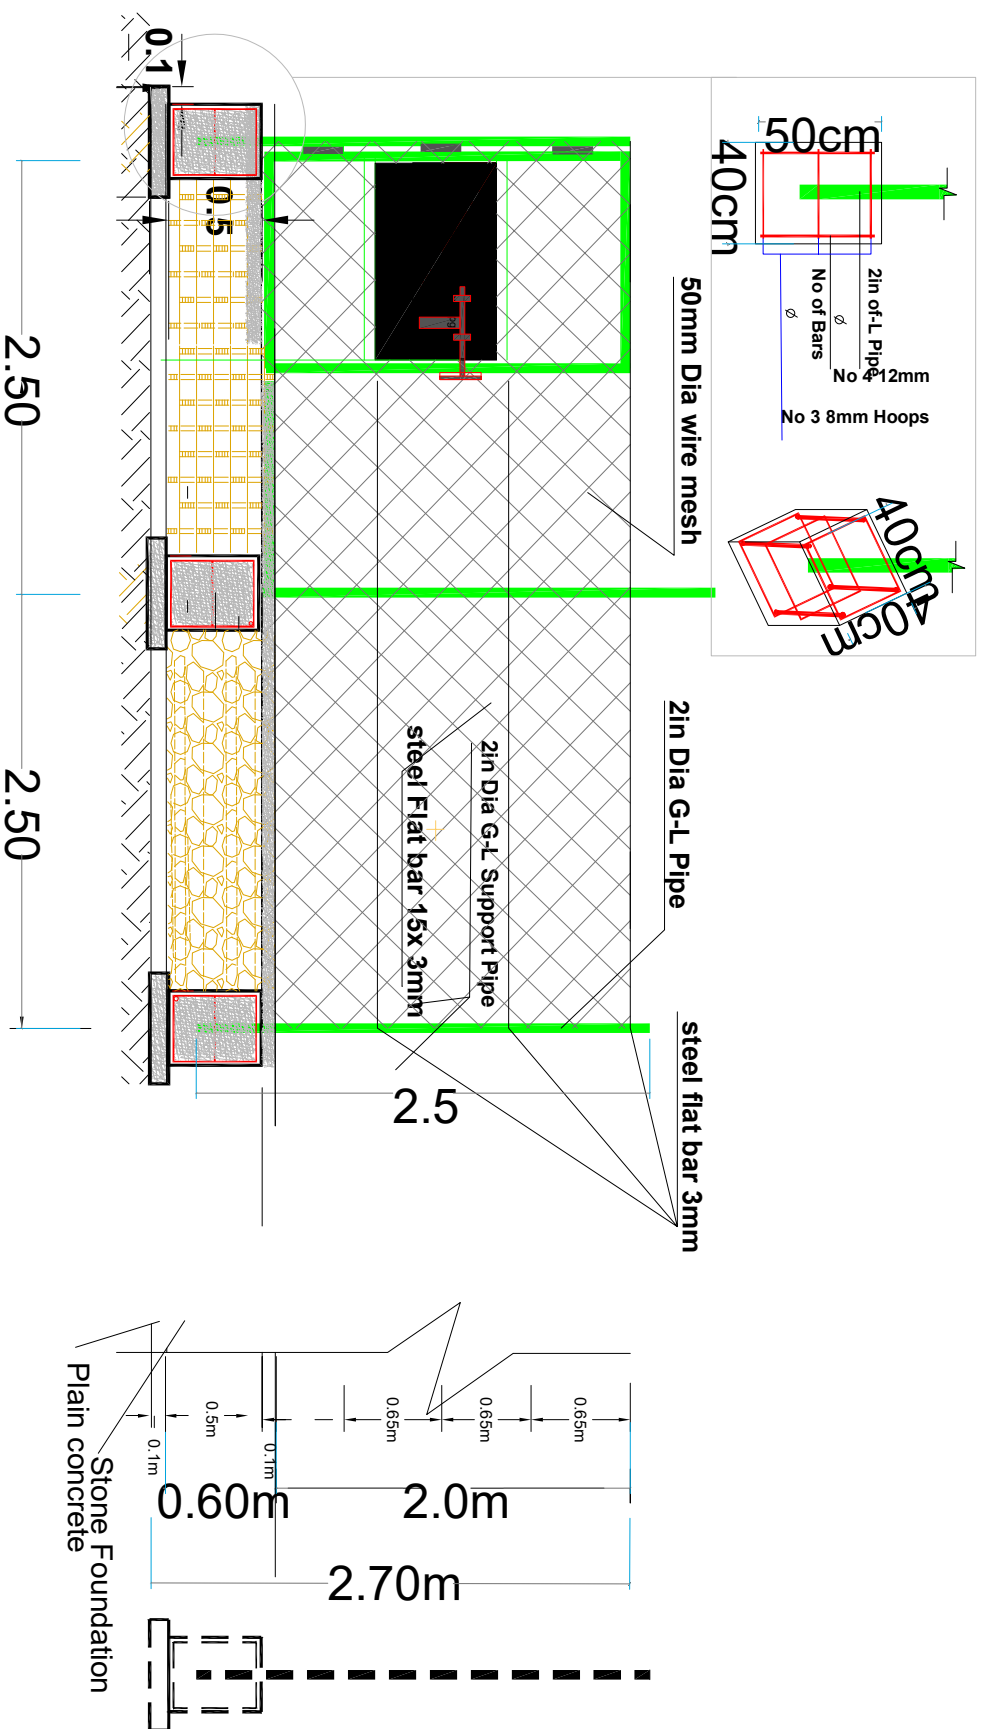 50cm
40cm
2in of-L Pipe
No of Bars
Ø
Ø
No 4 12mm
No 3 8mm Hoops
40cm
40cm
50mm Dia wire mesh
2in Dia G-L Pipe
2in Dia G-L Support Pipe
steel Flat bar 15x 3mm
steel flat bar 3mm
0.1
0.5
2.50
2.50
2.5
0.65m
0.65m
0.65m
0.1m
0.5m
0.1m
0.60m
2.0m
2.70m
Stone Foundation
Plain concrete